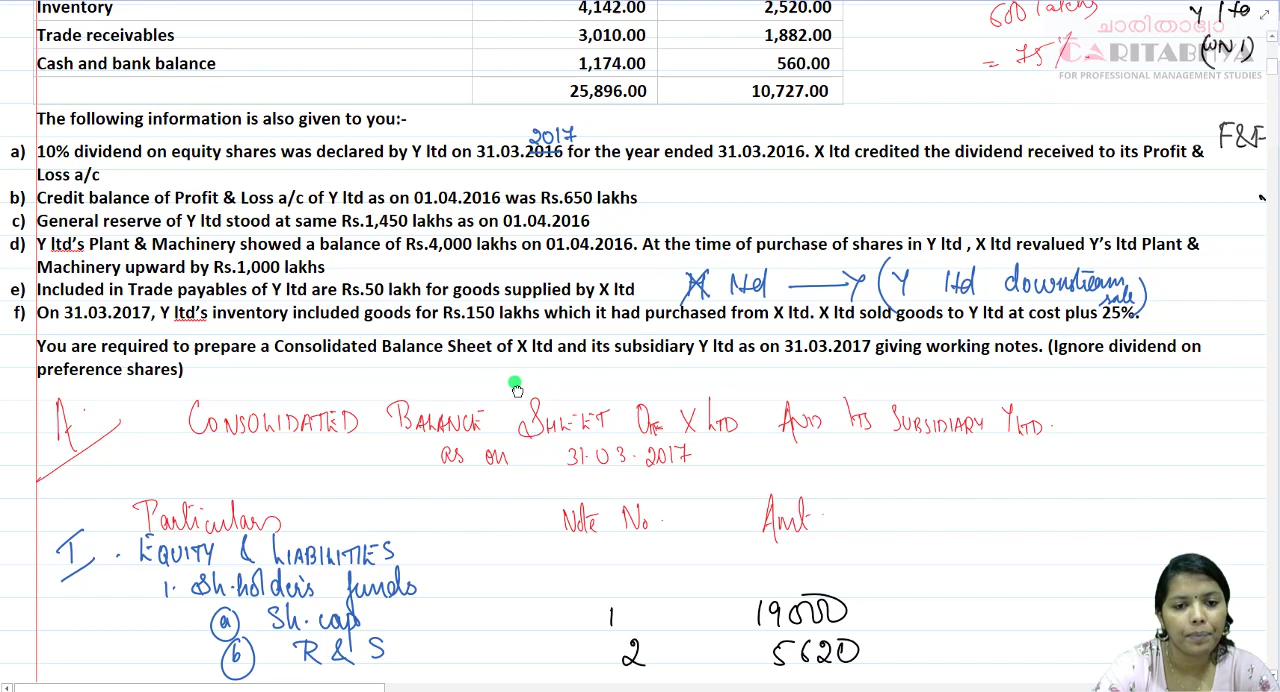 Inventory 4,142.00 2,520.00
Trade receivables 3,010.00 1,882.00
Cash and bank balance 1,174.00 560.00
25,896.00 10,727.00
600 lakhs
= 75%
Y ltd
(WN 1)
ചാരിതാര്ഥ്യാ
CARITABHYA
FOR PROFESSIONAL MANAGEMENT STUDIES
F&F
The following information is also given to you:-
2017
a) 10% dividend on equity shares was declared by Y ltd on 31.03.2016 for the year ended 31.03.2016. X ltd credited the dividend received to its Profit &
Loss a/c
b) Credit balance of Profit & Loss a/c of Y ltd as on 01.04.2016 was Rs.650 lakhs
c) General reserve of Y ltd stood at same Rs.1,450 lakhs as on 01.04.2016
d) Y ltd's Plant & Machinery showed a balance of Rs.4,000 lakhs on 01.04.2016. At the time of purchase of shares in Y ltd , X ltd revalued Y's ltd Plant &
Machinery upward by Rs.1,000 lakhs
X ltd → Y (Y ltd downstream sale)
e) Included in Trade payables of Y ltd are Rs.50 lakh for goods supplied by X ltd
f) On 31.03.2017, Y ltd's inventory included goods for Rs.150 lakhs which it had purchased from X ltd. X ltd sold goods to Y ltd at cost plus 25%.
You are required to prepare a Consolidated Balance Sheet of X ltd and its subsidiary Y ltd as on 31.03.2017 giving working notes. (Ignore dividend on
preference shares)
A: CONSOLIDATED BALANCE SHEET OF X LTD AND ITS SUBSIDIARY Y LTD.
as on 31.03.2017
Particulars Note No. Amt.
I. EQUITY & LIABILITIES
1. Sh.holders funds
(a) Sh.cap 1 19000
(b) R & S 2 5620